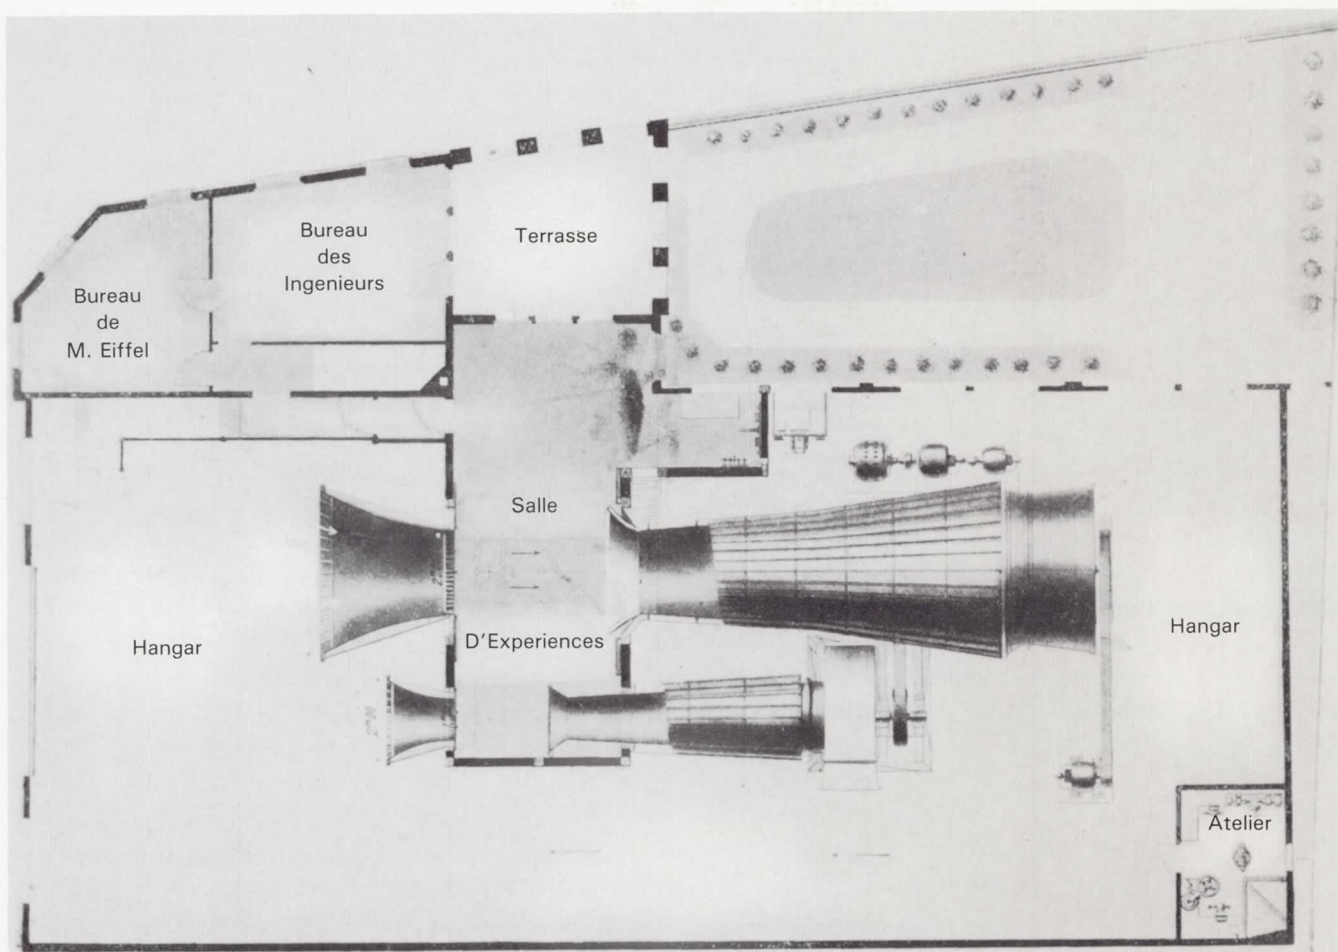 Bureau
des
Ingenieurs
Terrasse
Bureau
de
M. Eiffel
Salle
D'Experiences
Hangar
Hangar
Atelier